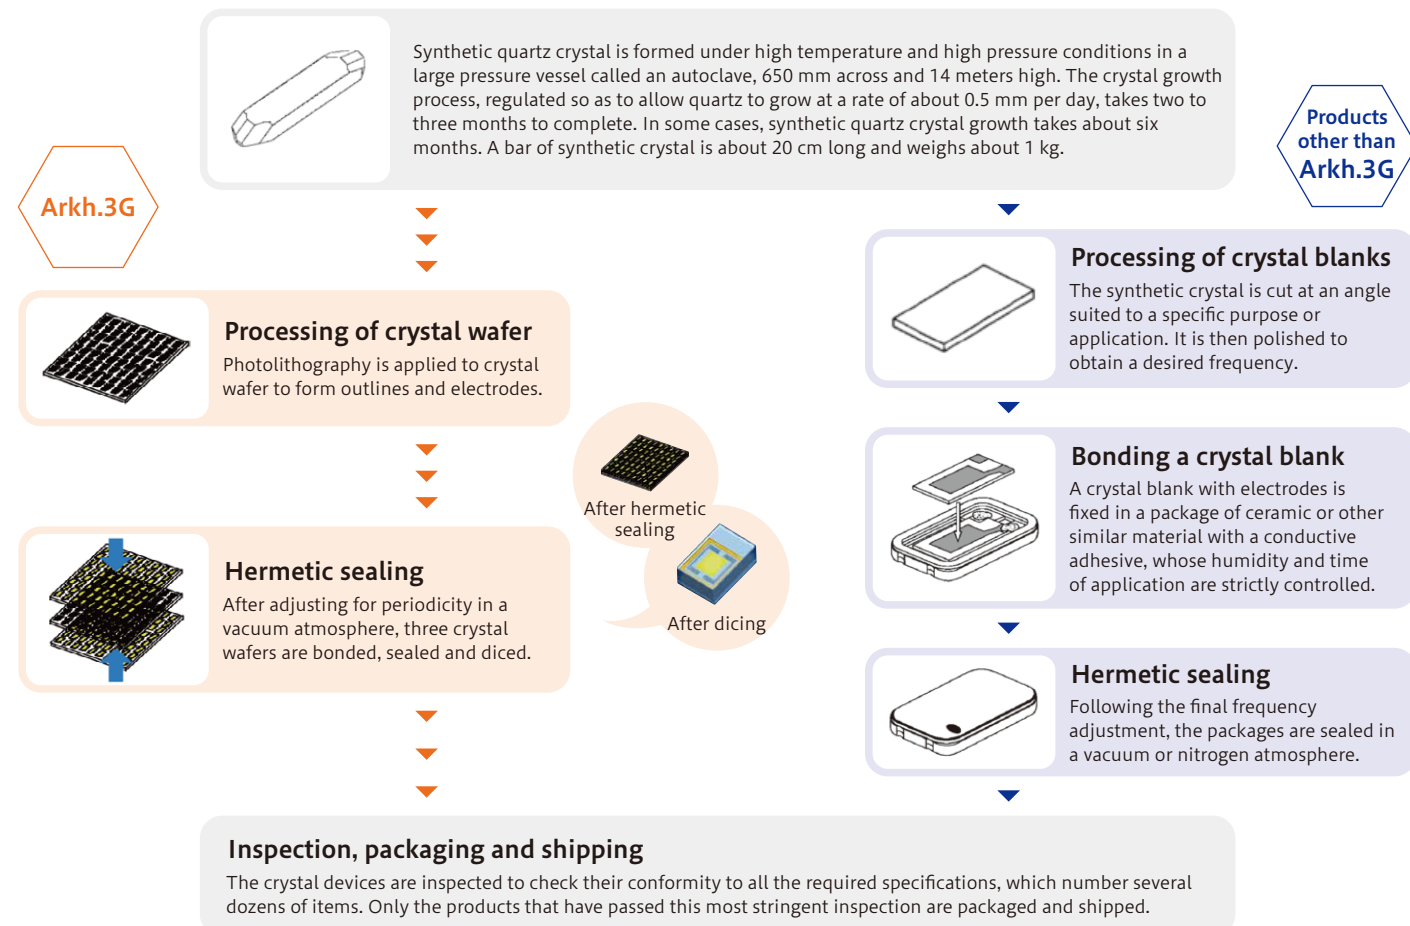 Synthetic quartz crystal is formed under high temperature and high pressure conditions in a
large pressure vessel called an autoclave, 650 mm across and 14 meters high. The crystal growth
process, regulated so as to allow quartz to grow at a rate of about 0.5 mm per day, takes two to
three months to complete. In some cases, synthetic quartz crystal growth takes about six
months. A bar of synthetic crystal is about 20 cm long and weighs about 1 kg.
Arkh.3G
Processing of crystal wafer
Photolithography is applied to crystal
wafer to form outlines and electrodes.
Hermetic sealing
After adjusting for periodicity in a
vacuum atmosphere, three crystal
wafers are bonded, sealed and diced.
After hermetic
sealing
After dicing
Products
other than
Arkh.3G
Processing of crystal blanks
The synthetic crystal is cut at an angle
suited to a specific purpose or
application. It is then polished to
obtain a desired frequency.
Bonding a crystal blank
A crystal blank with electrodes is
fixed in a package of ceramic or other
similar material with a conductive
adhesive, whose humidity and time
of application are strictly controlled.
Hermetic sealing
Following the final frequency
adjustment, the packages are sealed in
a vacuum or nitrogen atmosphere.
Inspection, packaging and shipping
The crystal devices are inspected to check their conformity to all the required specifications, which number several
dozens of items. Only the products that have passed this most stringent inspection are packaged and shipped.